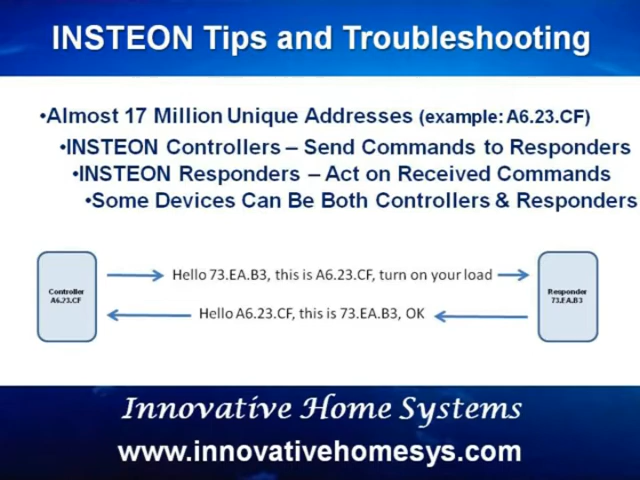 INSTEON Tips and Troubleshooting
•Almost 17 Million Unique Addresses (example: A6.23.CF)
•INSTEON Controllers – Send Commands to Responders
•INSTEON Responders – Act on Received Commands
•Some Devices Can Be Both Controllers & Responders
Controller
A6.23.CF
Hello 73.EA.B3, this is A6.23.CF, turn on your load
Hello A6.23.CF, this is 73.EA.B3, OK
Responder
73.EA.B3
Innovative Home Systems
www.innovativehomesys.com